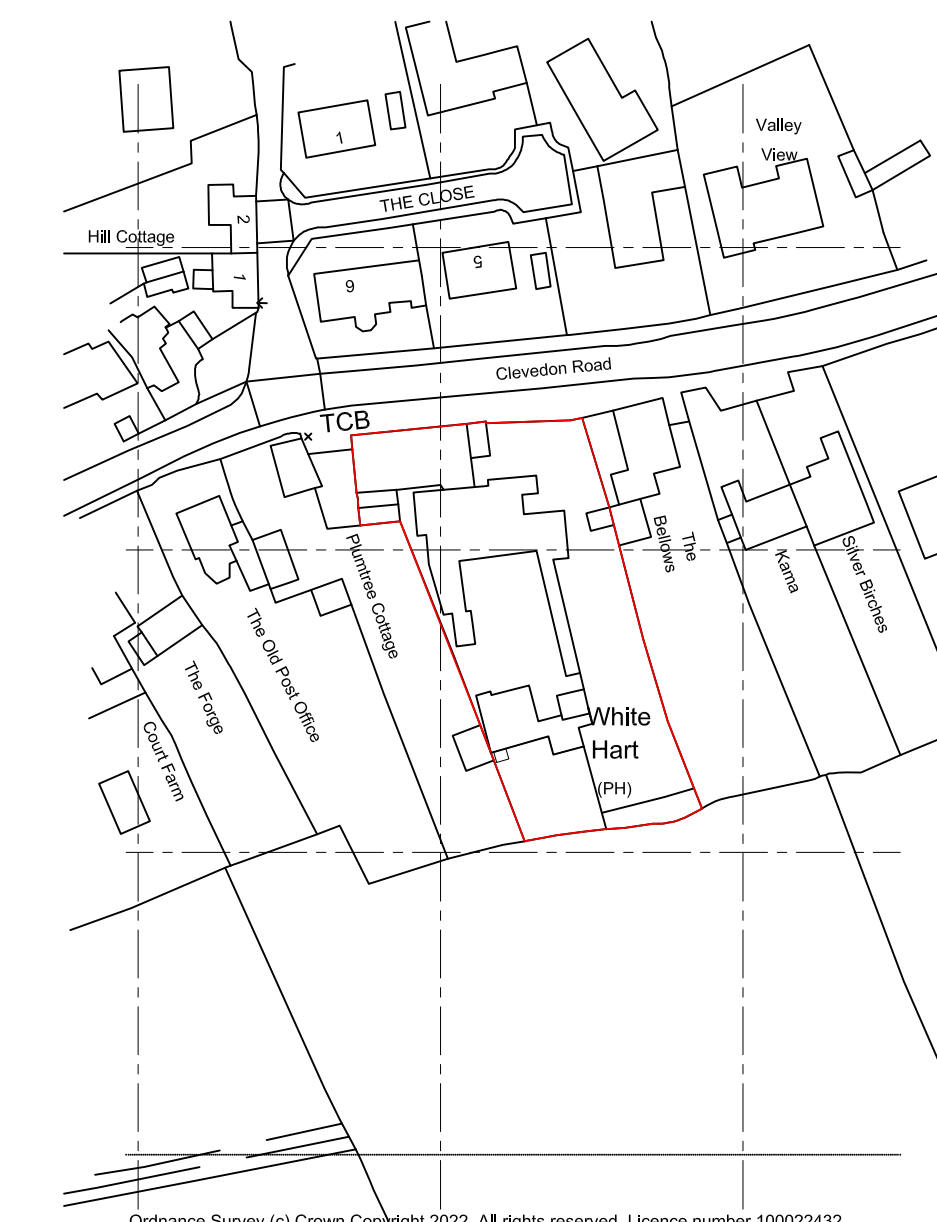 Valley
View
1
THE CLOSE
2
Hill Cottage
1
5
6
Clevedon Road
TCB
The
Bellows
Plumtree Cottage
Kama
Silver Birches
The Old Post Office
The Forge
White
Hart
(PH)
Court Farm
Ordnance Survey (c) Crown Copyright 2022. All rights reserved. Licence number 100022432